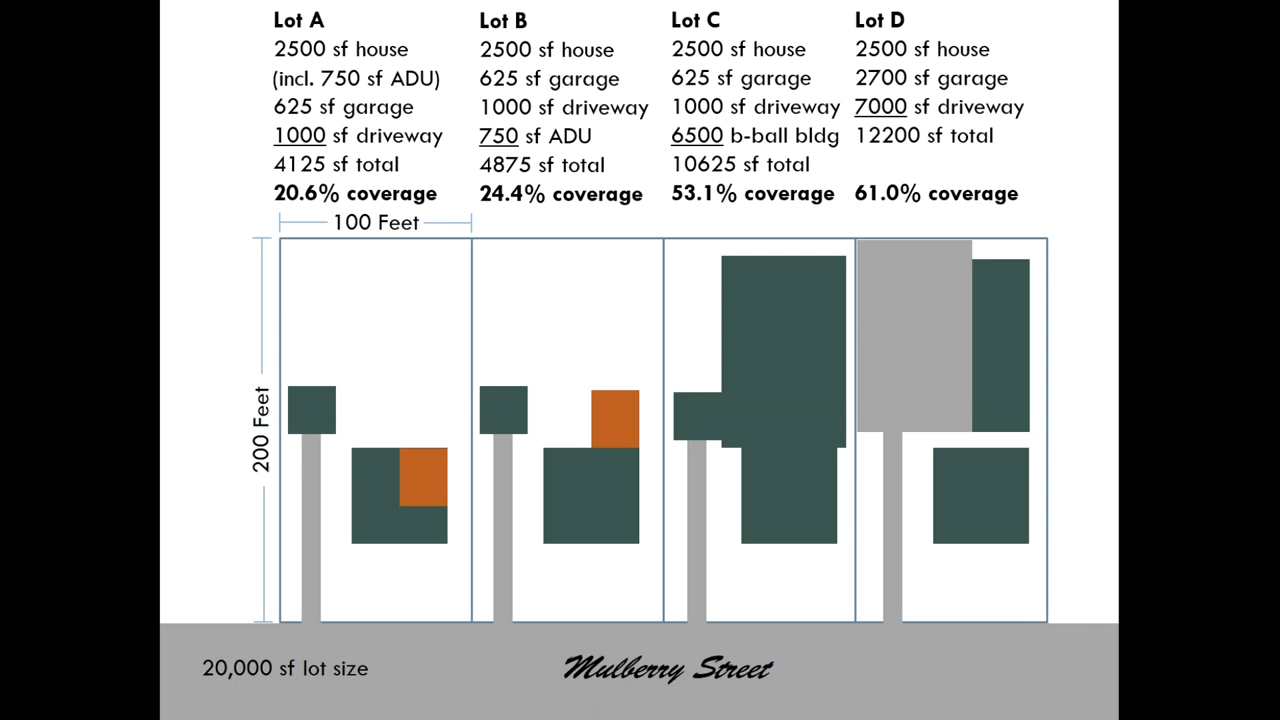 Lot A
2500 sf house
(incl. 750 sf ADU)
625 sf garage
1000 sf driveway
4125 sf total
20.6% coverage
Lot B
2500 sf house
625 sf garage
1000 sf driveway
750 sf ADU
4875 sf total
24.4% coverage
Lot C
2500 sf house
625 sf garage
1000 sf driveway
6500 b-ball bldg
10625 sf total
53.1% coverage
Lot D
2500 sf house
2700 sf garage
7000 sf driveway
12200 sf total
61.0% coverage
100 Feet
200 Feet
20,000 sf lot size
Mulberry Street